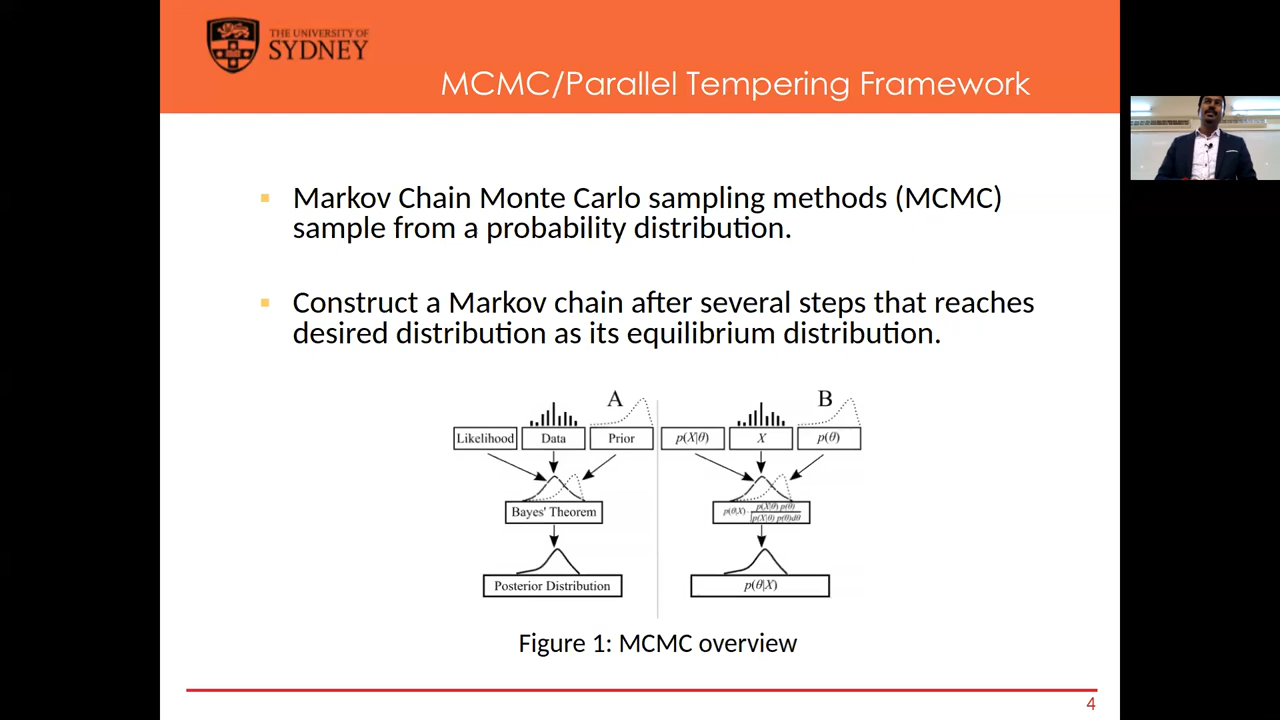 THE UNIVERSITY OF
SYDNEY
MCMC/Parallel Tempering Framework
▪ Markov Chain Monte Carlo sampling methods (MCMC)
sample from a probability distribution.
▪ Construct a Markov chain after several steps that reaches
desired distribution as its equilibrium distribution.
A
B
Likelihood
Data
Prior
p(X|θ)
X
p(θ)
Bayes' Theorem
p(X|θ) p(θ)
p(θ|X)
∫p(X|θ) p(θ)dθ
Posterior Distribution
p(θ|X)
Figure 1: MCMC overview
4